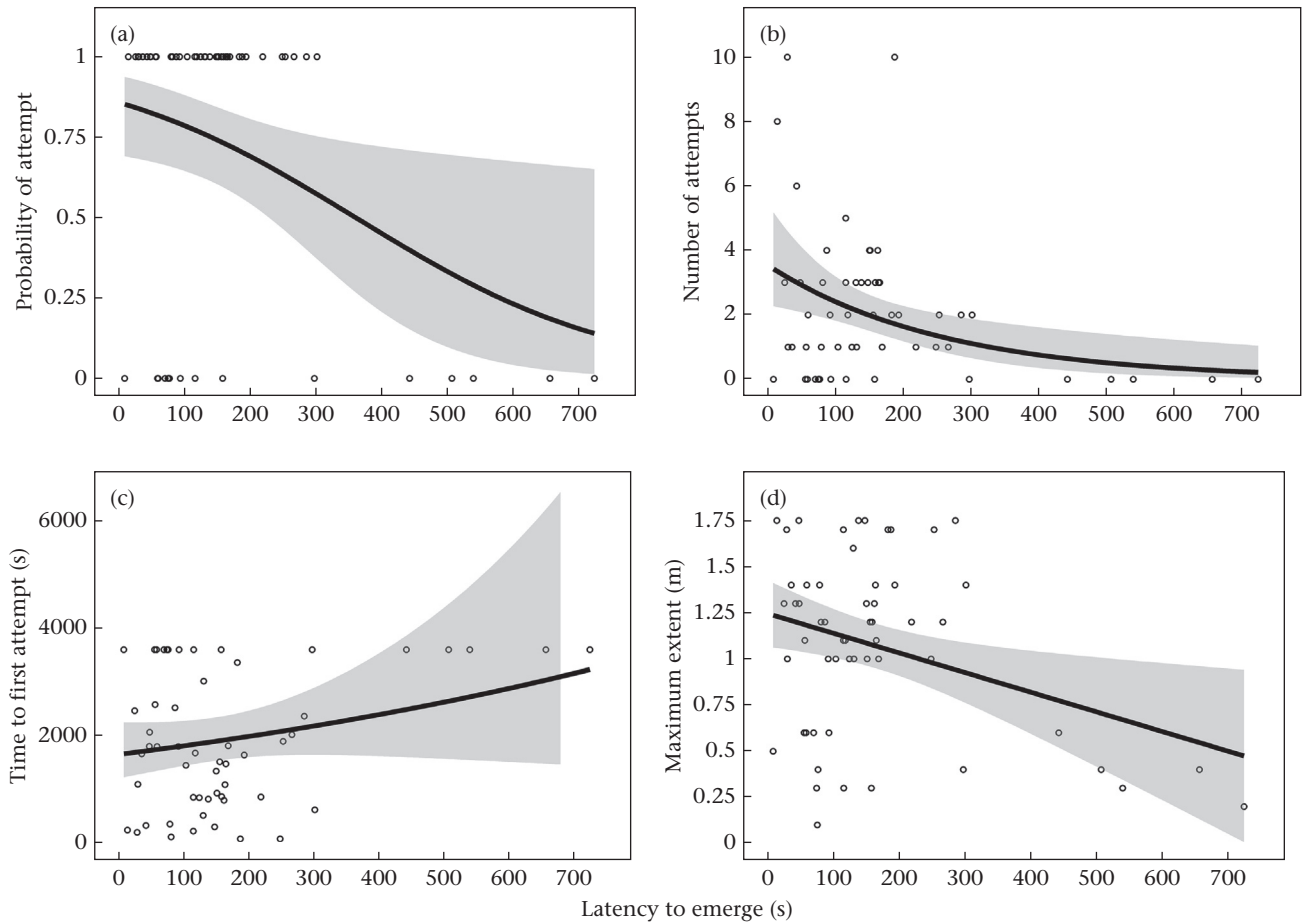 (a)
Probability of attempt
1
0.75
0.5
0.25
0
0 100 200 300 400 500 600 700
(b)
Number of attempts
10
8
6
4
2
0
0 100 200 300 400 500 600 700
(c)
Time to first attempt (s)
6000
4000
2000
0
0 100 200 300 400 500 600 700
(d)
Maximum extent (m)
1.75
1.5
1.25
1
0.75
0.5
0.25
0
0 100 200 300 400 500 600 700
Latency to emerge (s)